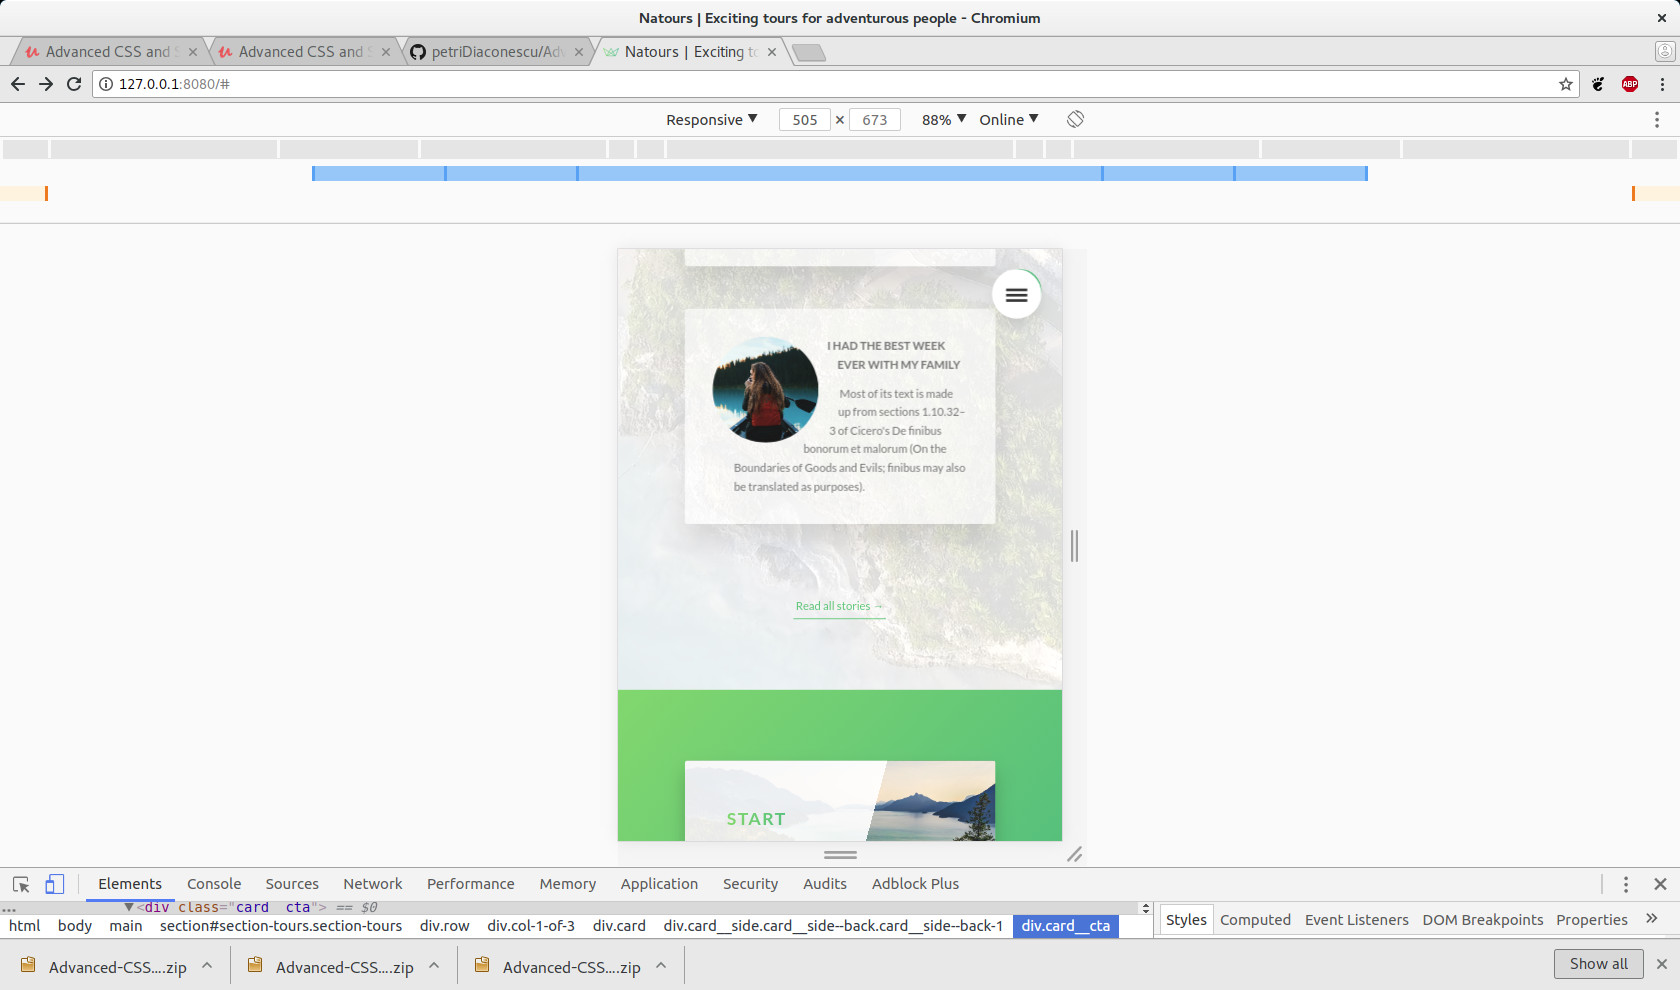 Natours | Exciting tours for adventurous people - Chromium
Advanced CSS and S
Advanced CSS and S
petriDiaconescu/Adv
Natours | Exciting to
127.0.0.1:8080/#
ABP
Responsive
505 × 673
88%
Online
I HAD THE BEST WEEK
EVER WITH MY FAMILY
Most of its text is made
up from sections 1.10.32–
3 of Cicero's De finibus
bonorum et malorum (On the
Boundaries of Goods and Evils; finibus may also
be translated as purposes).
Read all stories →
START
Elements Console Sources Network Performance Memory Application Security Audits Adblock Plus
... ▼<div class="card__cta"> == $0
html body main section#section-tours.section-tours div.row div.col-1-of-3 div.card div.card__side.card__side--back.card__side--back-1 div.card__cta
Styles Computed Event Listeners DOM Breakpoints Properties »
Advanced-CSS....zip
Advanced-CSS....zip
Advanced-CSS....zip
Show all